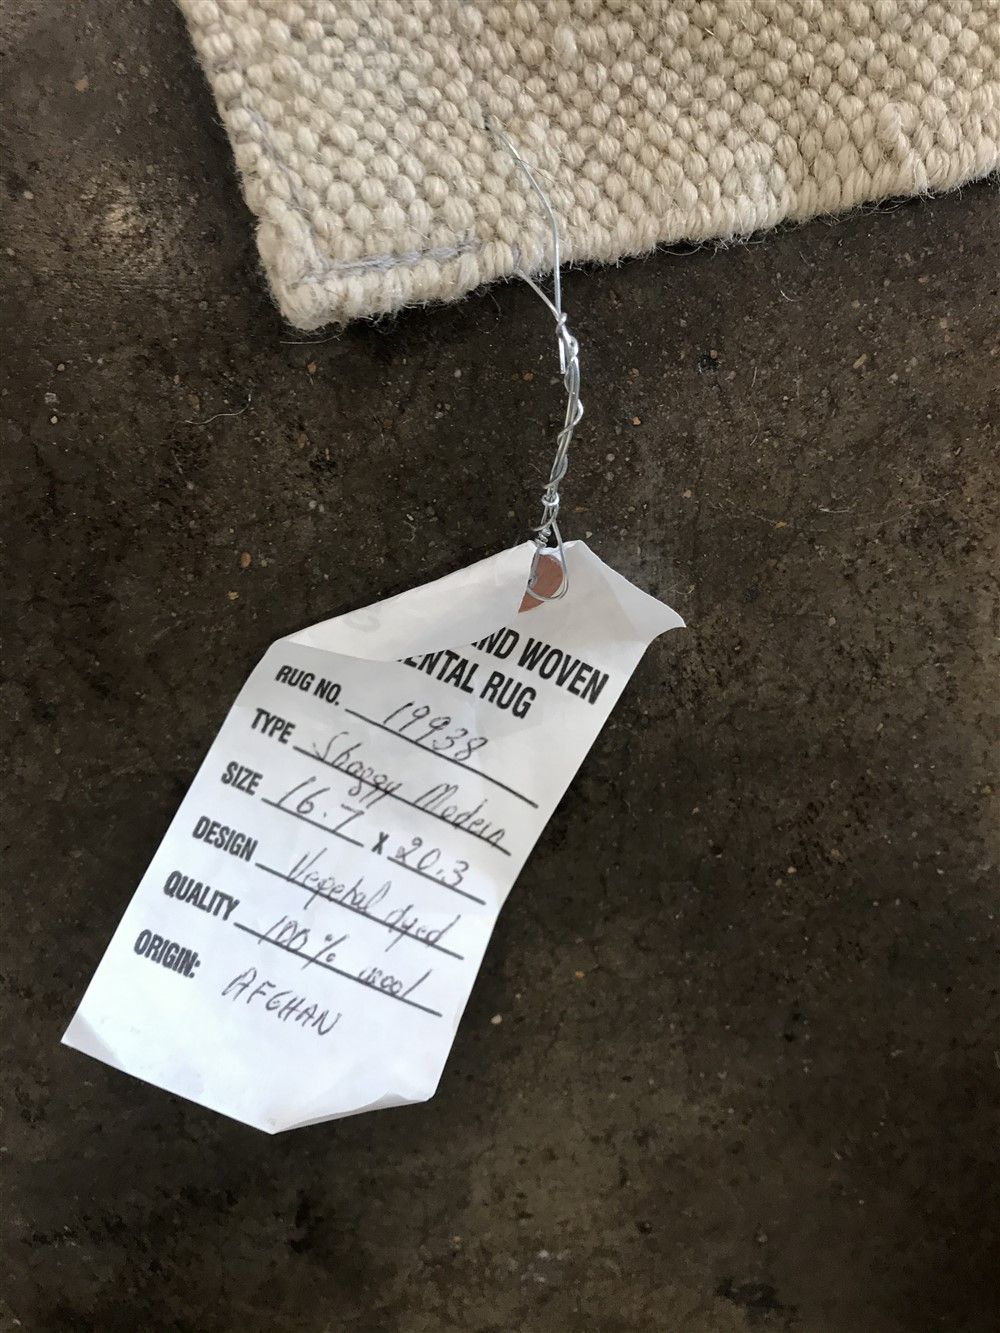 ND WOVEN
ENTAL RUG
RUG NO. 19938
TYPE Shaggy Modern
SIZE 16.7 x 20.3
DESIGN Vegetal dyed
QUALITY 100% wool
ORIGIN: AFGHAN